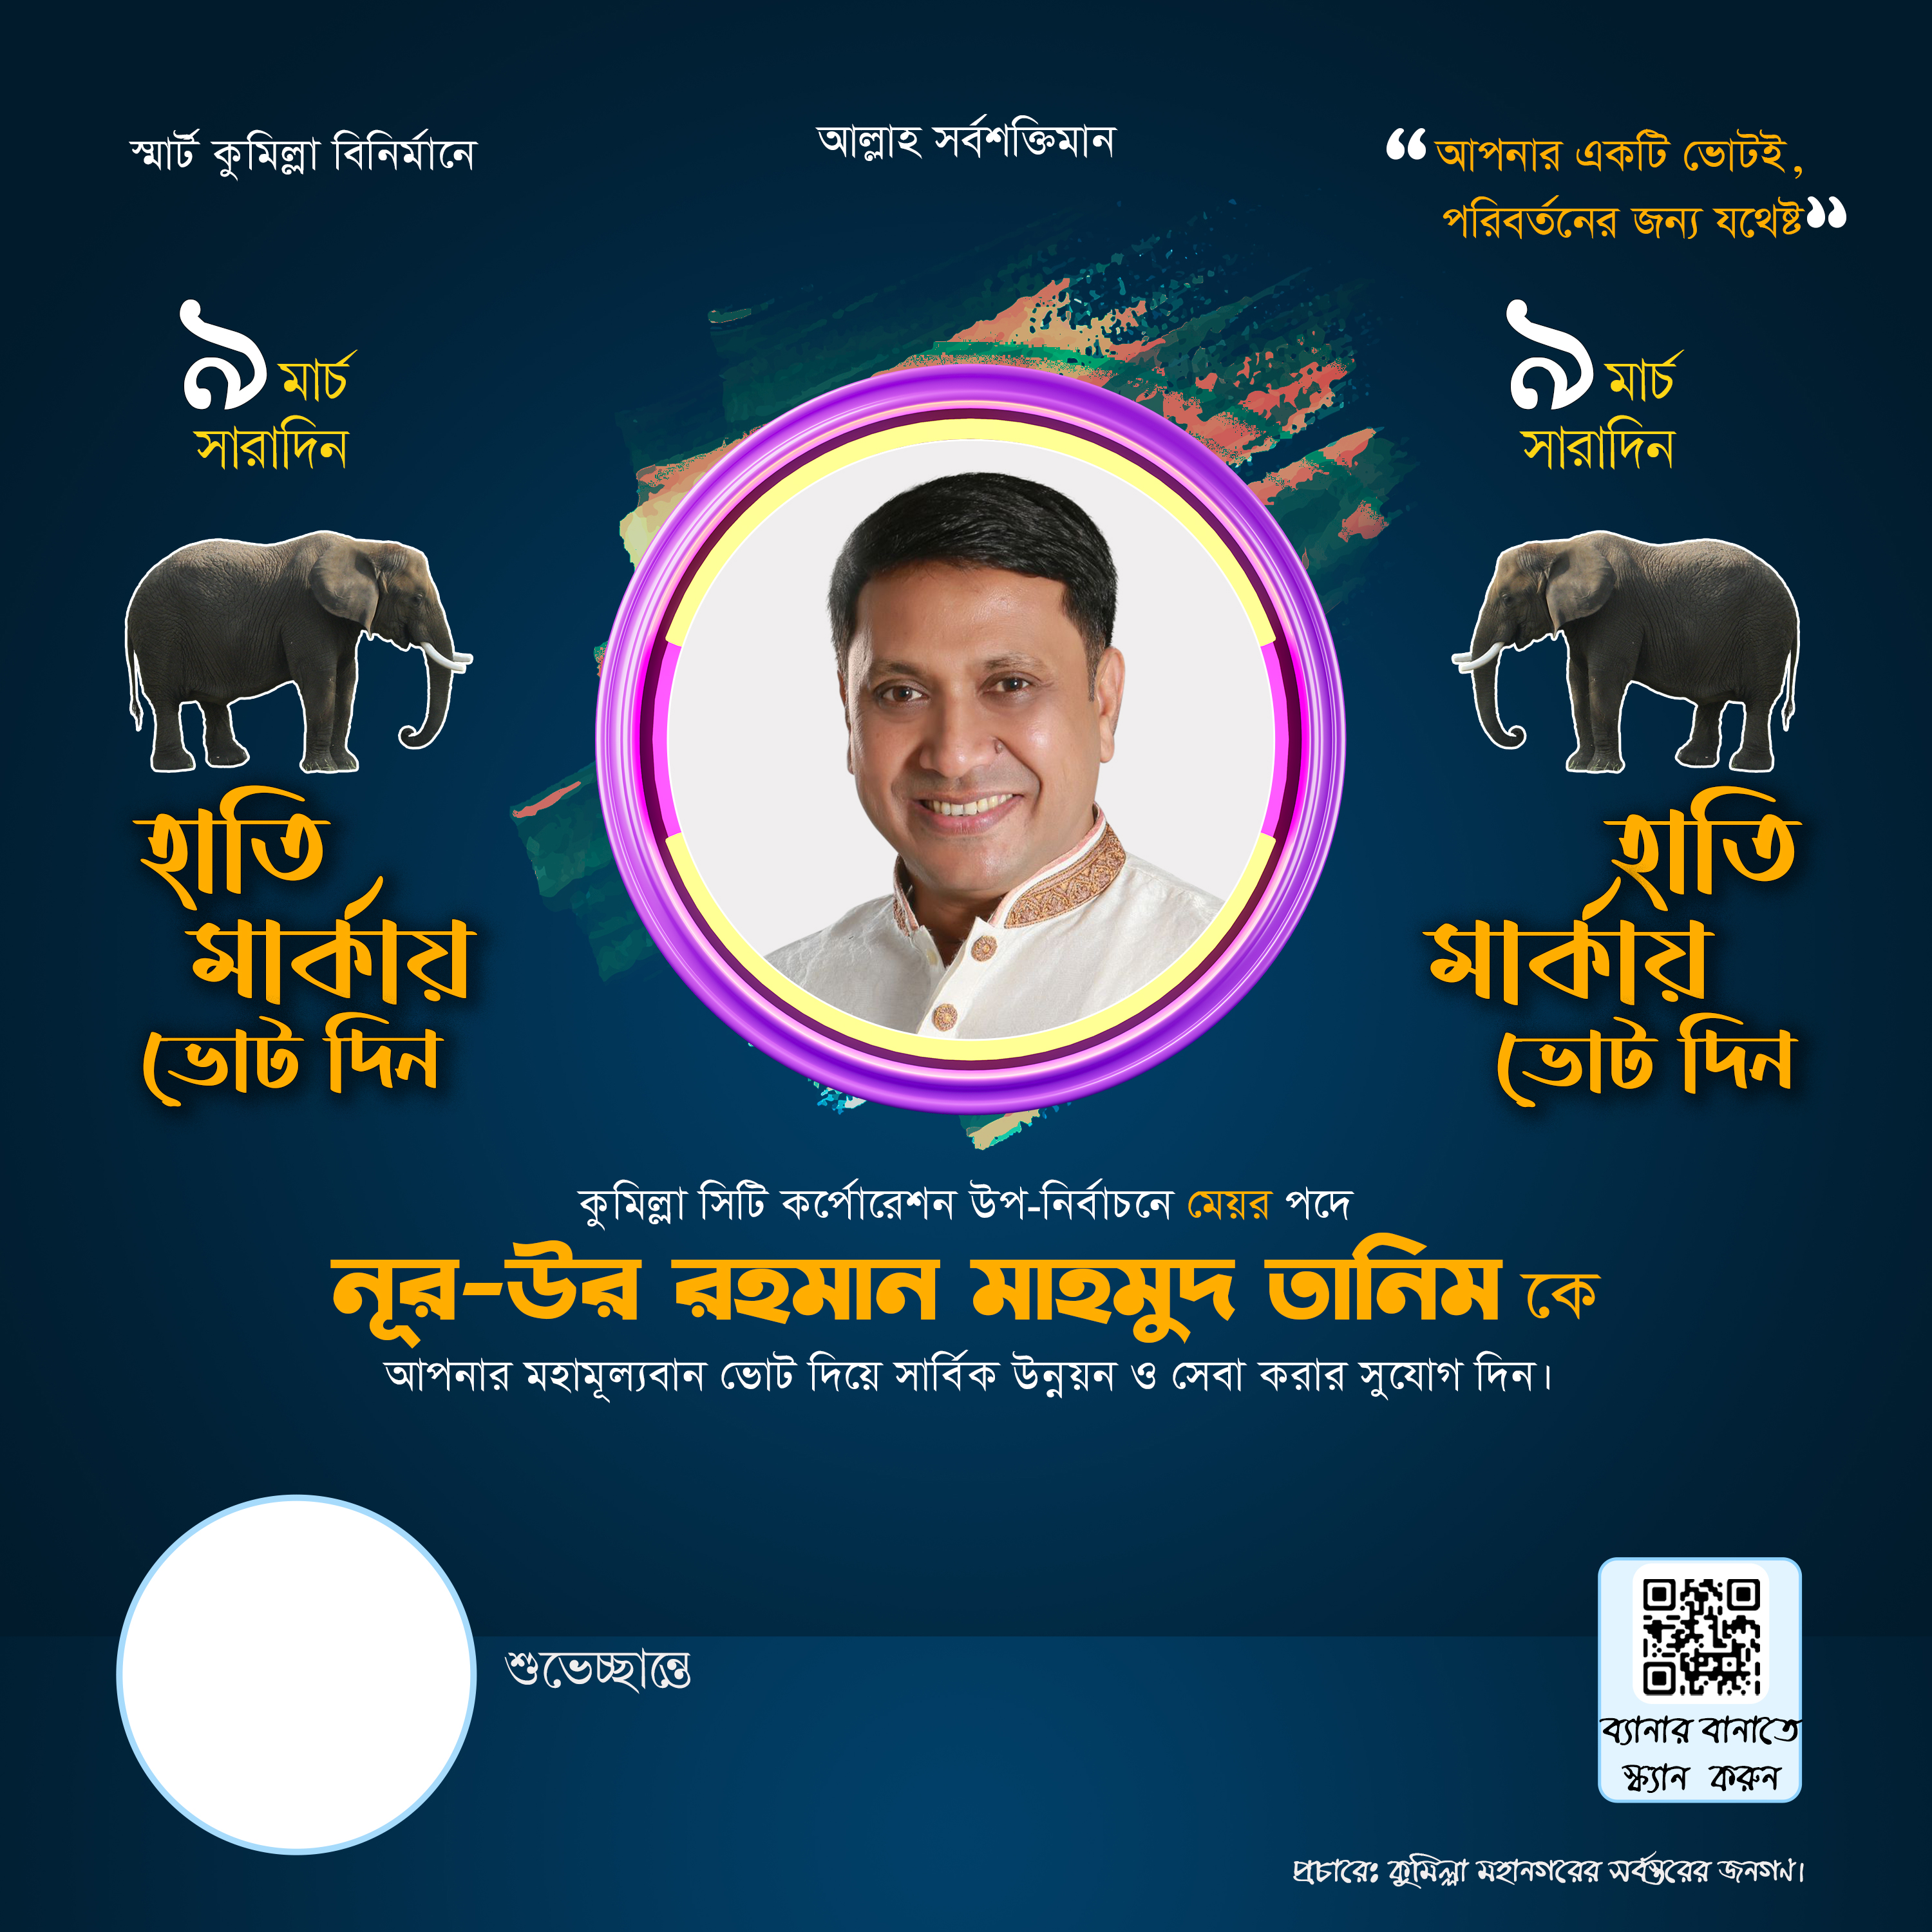 স্মার্ট কুমিল্লা বিনির্মানে
আল্লাহ সর্বশক্তিমান
“আপনার একটি ভোটই,
পরিবর্তনের জন্য যথেষ্ট”
৯ মার্চ
সারাদিন
৯ মার্চ
সারাদিন
হাতি
মার্কায়
ভোট দিন
হাতি
মার্কায়
ভোট দিন
কুমিল্লা সিটি কর্পোরেশন উপ-নির্বাচনে মেয়র পদে
নূর-উর রহমান মাহমুদ তানিম কে
আপনার মহামূল্যবান ভোট দিয়ে সার্বিক উন্নয়ন ও সেবা করার সুযোগ দিন।
শুভেচ্ছান্তে
ব্যানার বানাতে
স্ক্যান করুন
প্রচারে: কুমিল্লা মহানগরের সর্বস্তরের জনগণ।